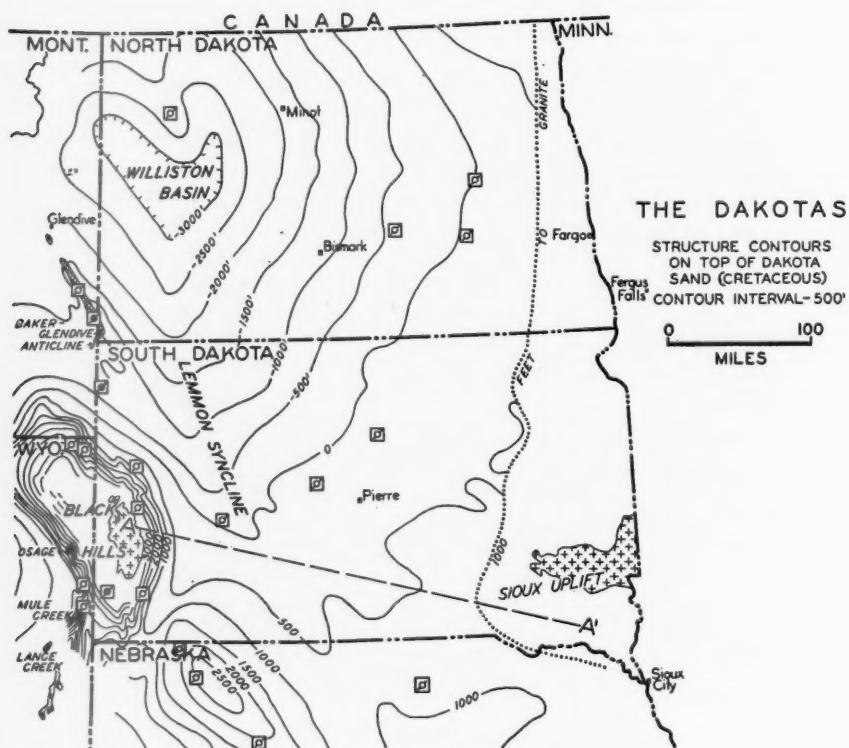 CANADA
MONT.
NORTH DAKOTA
MINN.
Minot
GRANITE
WILLISTON
BASIN
-3000'
-2500'
-2000'
-1500'
-1000
-500'
0
Glendive
Bismark
TO
Fargo
Fergus
Falls
THE DAKOTAS
STRUCTURE CONTOURS
ON TOP OF DAKOTA
SAND (CRETACEOUS)
CONTOUR INTERVAL-500'
0 100
MILES
BAKER-
GLENDIVE
ANTICLINE
SOUTH DAKOTA
FEET
LEMMON SYNCLINE
WYO.
Pierre
BLACK
HILLS
A
1000
OSAGE
SIOUX UPLIFT
MULE CREEK
500
A'
LANCE
CREEK
NEBRASKA
1000
1500
2000
2500
1000
Sioux
City